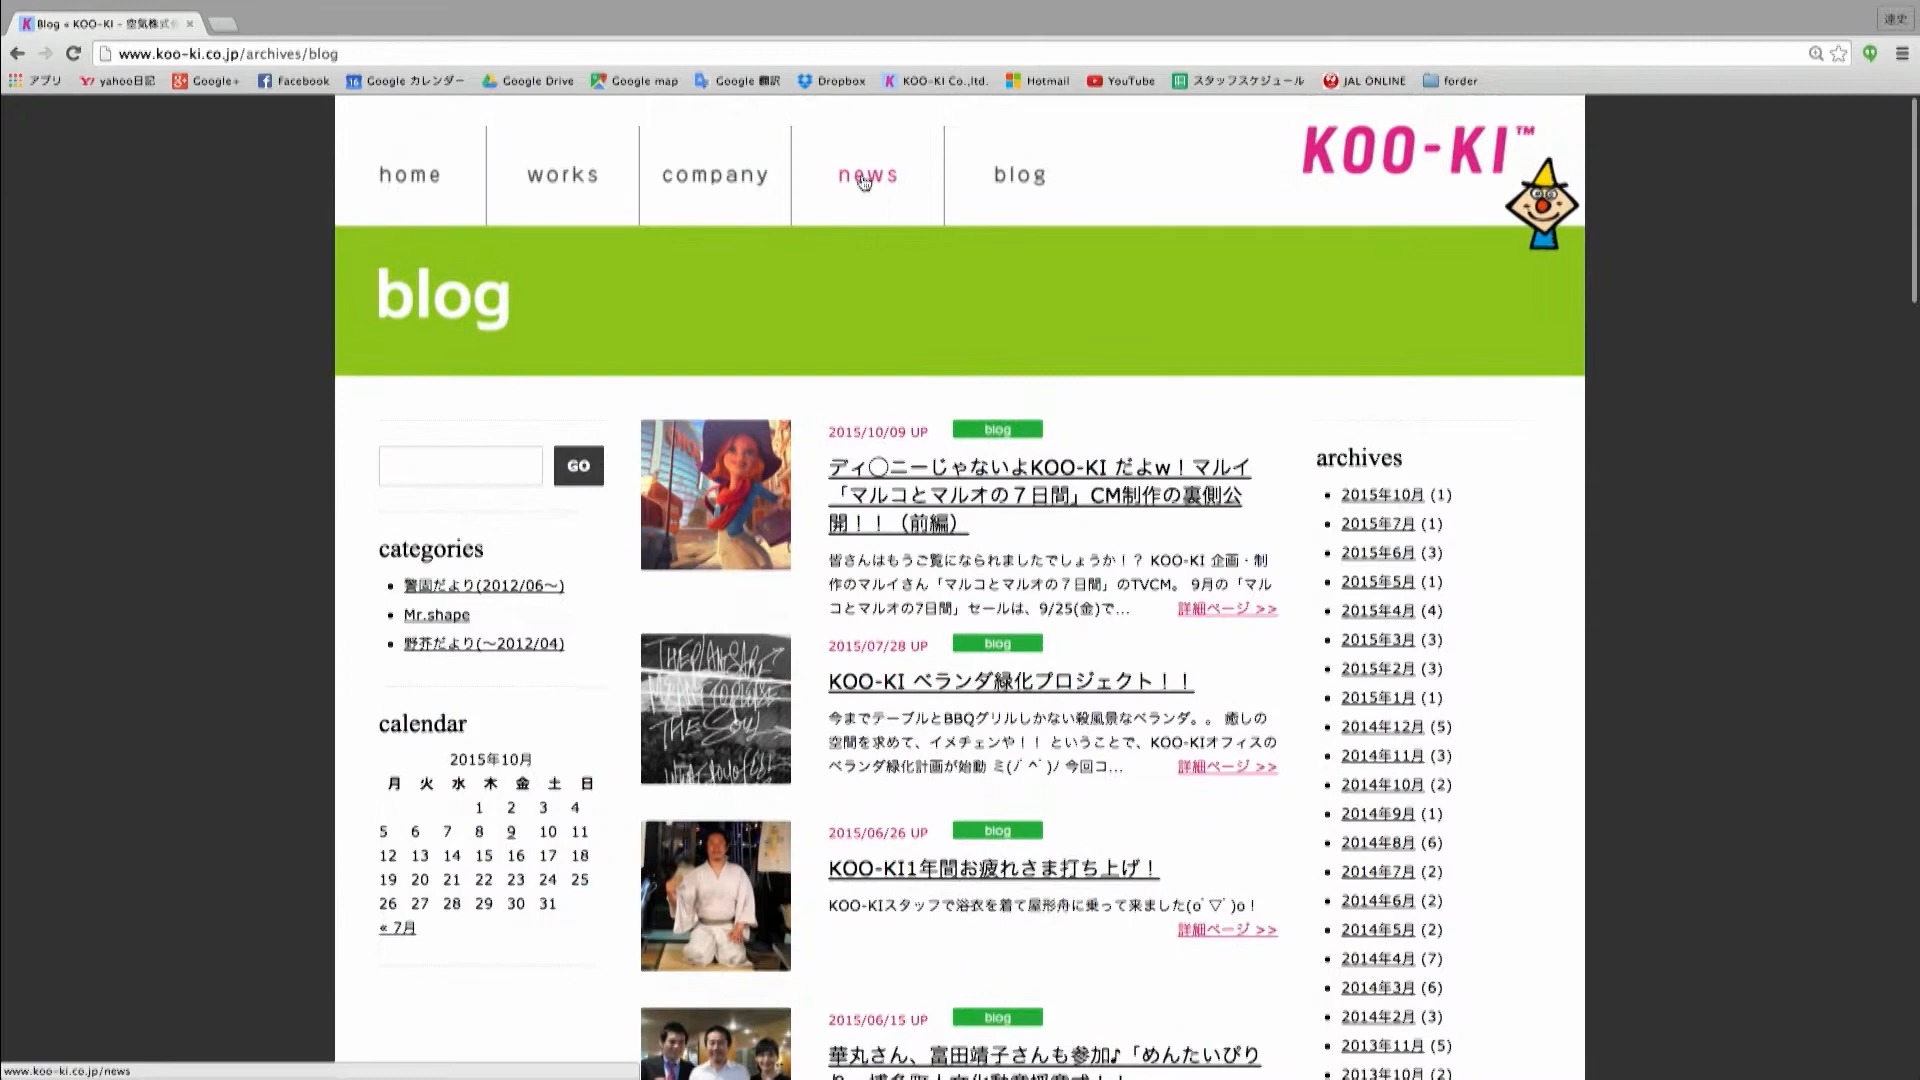 Blog « KOO-KI - 空気株式会
達史
www.koo-ki.co.jp/archives/blog
アプリ yahoo日記 Google+ Facebook Google カレンダー Google Drive Google map Google 翻訳 Dropbox KOO-KI Co.,ltd. Hotmail YouTube スタッフスケジュール JAL ONLINE forder
home works company news blog
KOO-KI™
blog
GO
categories
警固だより(2012/06～)
Mr.shape
野芥だより(～2012/04)
calendar
2015年10月
月 火 水 木 金 土 日
1 2 3 4
5 6 7 8 9 10 11
12 13 14 15 16 17 18
19 20 21 22 23 24 25
26 27 28 29 30 31
« 7月
2015/10/09 UP blog
ディ◯ニーじゃないよKOO-KI だよw！マルイ
「マルコとマルオの７日間」CM制作の裏側公
開！！（前編）
皆さんはもうご覧になられましたでしょうか！？ KOO-KI 企画・制
作のマルイさん「マルコとマルオの７日間」のTVCM。 9月の「マル
コとマルオの7日間」セールは、9/25(金)で... 詳細ページ >>
2015/07/28 UP blog
KOO-KI ベランダ緑化プロジェクト！！
今までテーブルとBBQグリルしかない殺風景なベランダ。。 癒しの
空間を求めて、イメチェンや！！ ということで、KOO-KIオフィスの
ベランダ緑化計画が始動 ミ(ﾉ´^`)ﾉ 今回コ... 詳細ページ >>
2015/06/26 UP blog
KOO-KI1年間お疲れさま打ち上げ！
KOO-KIスタッフで浴衣を着て屋形舟に乗って来ました(o´▽`)o！
詳細ページ >>
2015/06/15 UP blog
華丸さん、富田靖子さんも参加♪「めんたいぴり
archives
2015年10月 (1)
2015年7月 (1)
2015年6月 (3)
2015年5月 (1)
2015年4月 (4)
2015年3月 (3)
2015年2月 (3)
2015年1月 (1)
2014年12月 (5)
2014年11月 (3)
2014年10月 (2)
2014年9月 (1)
2014年8月 (6)
2014年7月 (2)
2014年6月 (2)
2014年5月 (2)
2014年4月 (7)
2014年3月 (6)
2014年2月 (3)
2013年11月 (5)
2013年10月 (2)
www.koo-ki.co.jp/news